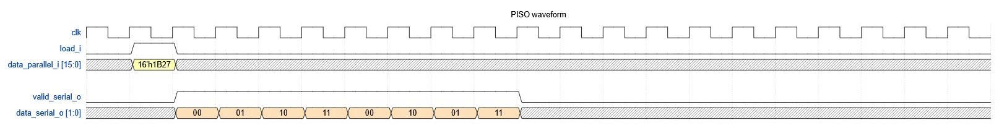 PISO waveform
clk
load_i
data_parallel_i [15:0] 16'h1B27
valid_serial_o
data_serial_o [1:0] 00 01 10 11 00 10 01 11